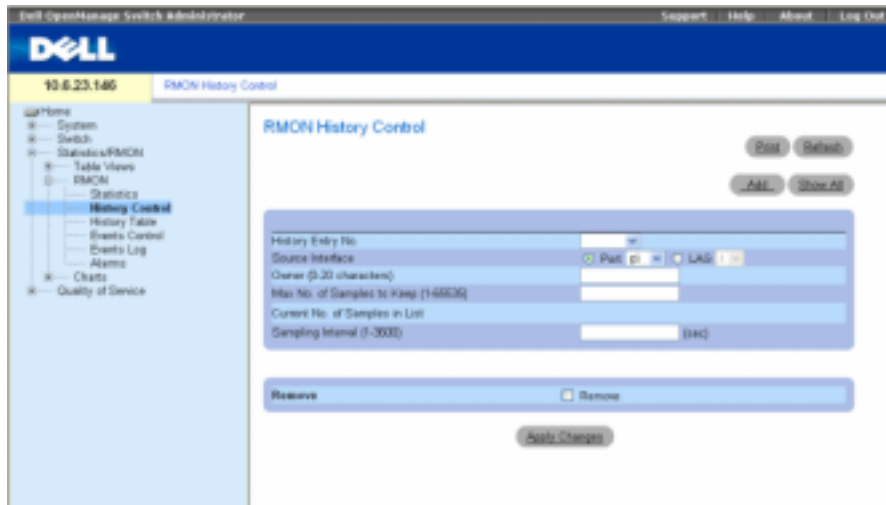 Dell OpenManage Switch Administrator
Support Help About Log Out
DELL
10.6.23.146
RMON History Control
Home
System
Switch
Statistics/RMON
Table Views
RMON
Statistics
History Control
History Table
Events Control
Events Log
Alarms
Charts
Quality of Service
RMON History Control
Print Refresh
Add Show All
History Entry No.
Source Interface Port g1 LAG 1
Owner (0-20 characters)
Max No. of Samples to Keep (1-65535)
Current No. of Samples in List
Sampling Interval (1-3600) (sec)
Remove Remove
Apply Changes